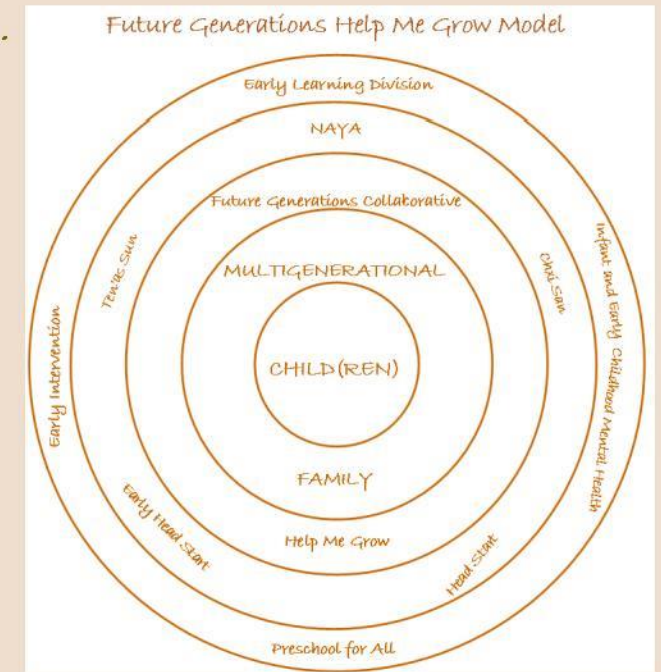 Future Generations Help Me Grow Model
Early Learning Division
NAYA
Future Generations Collaborative
Tenas Sun
Chxi San
Infant and Early Childhood Mental Health
MULTIGENERATIONAL
Early Intervention
CHILD(REN)
FAMILY
Early Head Start
Head Start
Help Me Grow
Preschool for All